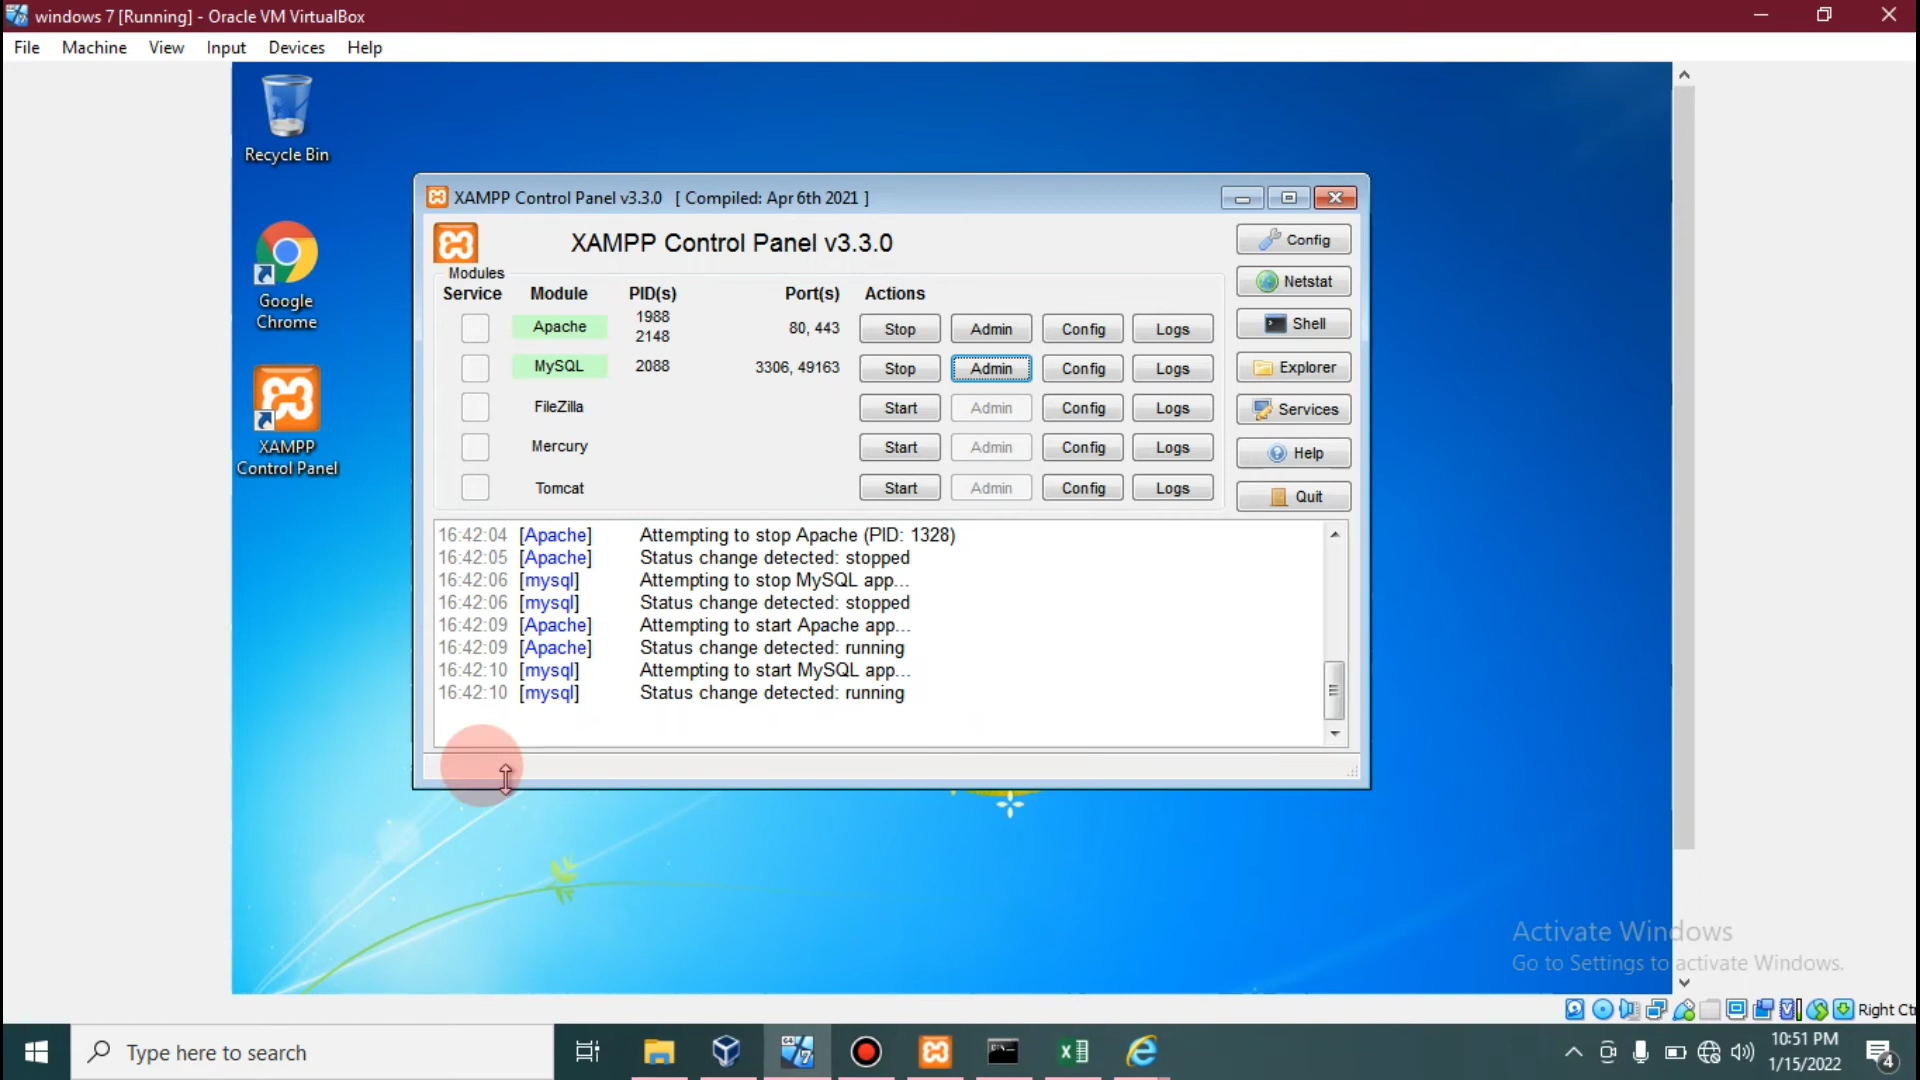 windows 7 [Running] - Oracle VM VirtualBox
File Machine View Input Devices Help
Recycle Bin
Google
Chrome
XAMPP
Control Panel
XAMPP Control Panel v3.3.0 [ Compiled: Apr 6th 2021 ]
XAMPP Control Panel v3.3.0
Modules
Service Module PID(s) Port(s) Actions
Apache 1988 2148 80, 443 Stop Admin Config Logs
MySQL 2088 3306, 49163 Stop Admin Config Logs
FileZilla Start Admin Config Logs
Mercury Start Admin Config Logs
Tomcat Start Admin Config Logs
Config
Netstat
Shell
Explorer
Services
Help
Quit
16:42:04 [Apache] Attempting to stop Apache (PID: 1328)
16:42:05 [Apache] Status change detected: stopped
16:42:06 [mysql] Attempting to stop MySQL app...
16:42:06 [mysql] Status change detected: stopped
16:42:09 [Apache] Attempting to start Apache app...
16:42:09 [Apache] Status change detected: running
16:42:10 [mysql] Attempting to start MySQL app...
16:42:10 [mysql] Status change detected: running
Activate Windows
Go to Settings to activate Windows.
Right Ct
Type here to search
10:51 PM
1/15/2022
4